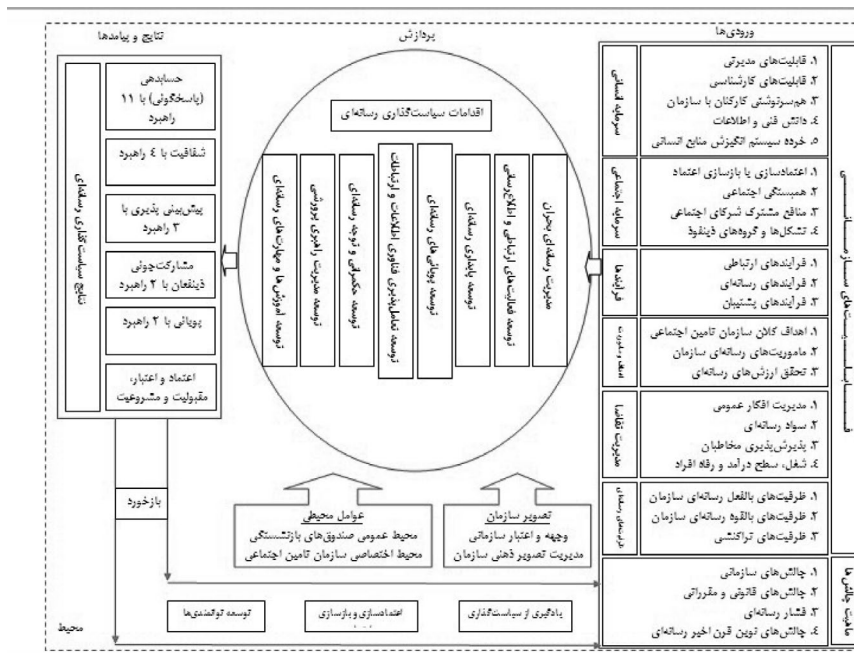 ورودی‌ها
قابلیت‌های سازمانی
سرمایه انسانی
۱. قابلیت‌های مدیرتی
۲. قابلیت‌های کارشناسی
۳. هم‌سرنوشتی کارکنان با سازمان
۴. دانش فنی و اطلاعات
۵. خرده سیستم انگیزش منابع انسانی
سرمایه اجتماعی
۱. اعتمادسازی یا بازسازی اعتماد
۲. همبستگی اجتماعی
۳. منافع مشترک شرکای اجتماعی
۴. تشکل‌ها و گروه‌های ذینفوذ
فرآیندها
۱. فرآیندهای ارتباطی
۲. فرآیندهای رسانه‌ای
۳. فرآیندهای پشتیبان
۱. اهداف کلان سازمان تامین اجتماعی
۲. ماموریت‌های رسانه‌ای سازمان
۳. تحقق ارزش‌های رسانه‌ای
مدیریت تقاضا
۱. مدیریت افکار عمومی
۲. سواد رسانه‌ای
۳. پذیرش‌پذیری مخاطبان
۴. شغل، سطح درآمد و رفاه افراد
ظرفیت‌های رسانه‌ای
۱. ظرفیت‌های بالفعل رسانه‌ای سازمان
۲. ظرفیت‌های بالقوه رسانه‌ای سازمان
۳. ظرفیت‌های تراکنشی
ماهیت چالش‌ها
۱. چالش‌های سازمانی
۲. چالش‌های قانونی و مقرراتی
۳. فشار رسانه‌ای
۴. چالش‌های نوین قرن اخیر رسانه‌ای
پردازش
اقدامات سیاست‌گذاری رسانه‌ای
مدیریت رسانه‌ای بحران
توسعه فعالیت‌های ارتباطی و اطلاع‌رسانی
توسعه پایداری رسانه‌ای
توسعه پویائی‌های رسانه‌ای
توسعه تعامل‌پذیری فناوری اطلاعات و ارتباطات
توسعه حکمرانی و توجه رسانه‌ای
توسعه مدیریت راهبری پرورشی
توسعه آموزش‌ها و مهارت‌های رسانه‌ای
تصویر سازمان
وجهه و اعتبار سازمانی
مدیریت تصویر ذهنی سازمان
عوامل محیطی
محیط عمومی صندوق‌های بازنشستگی
محیط اختصاصی سازمان تامین اجتماعی
نتایج و پیامدها
نتایج سیاست گذاری رسانه‌ای
حسابدهی
(پاسخگوئی) با ۱۱
راهبرد
شفاقیت با ٤ راهبرد
پیش‌بینی پذیری با
۳ راهبرد
مشارکت‌جوئی
ذینفعان با ۲ راهبرد
پویائی با ۲ راهبرد
اعتماد و اعتبار،
مقبولیت و مشروعیت
بازخورد
یادگیری از سیاست‌گذاری
اعتمادسازی و بازسازی
توسعه توانمندی‌ها
محیط